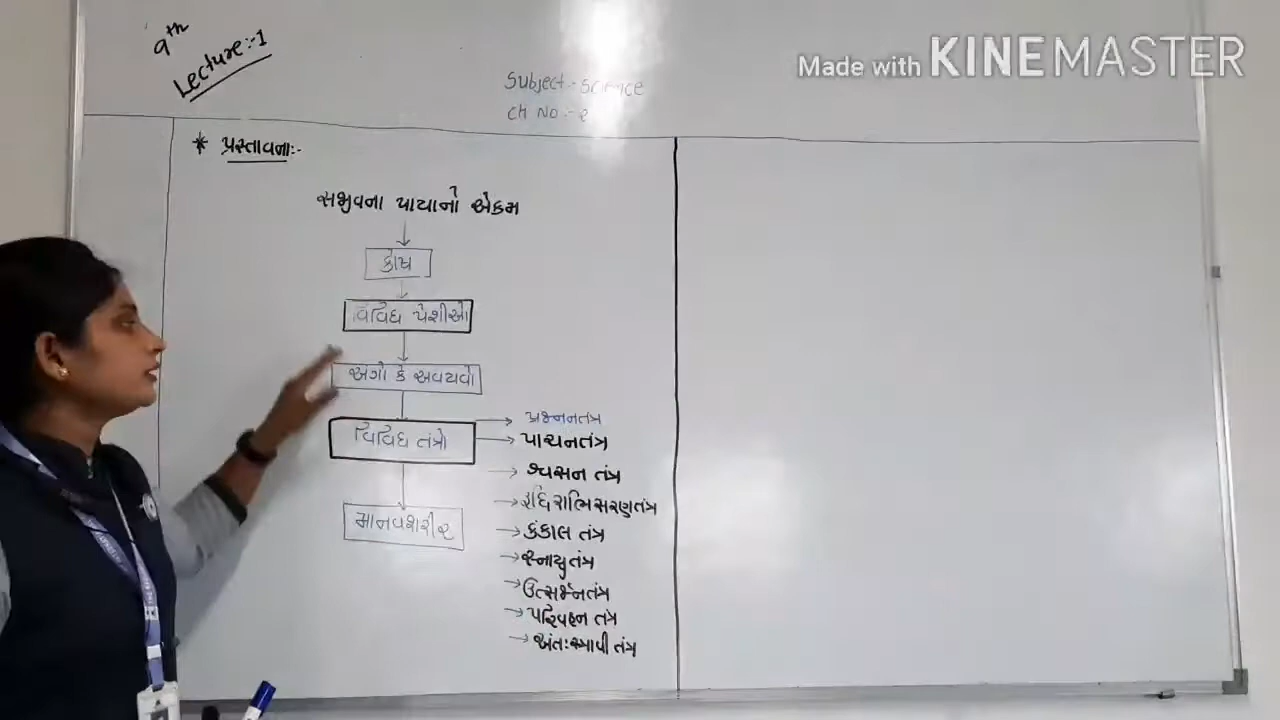 9th
Lecture:-1
Made with KINEMASTER
Subject:- Science
Ch No:- 2
* પ્રસ્તાવના:-
સજીવના પાયાનો એકમ
કોષ
વિવિધ પેશીઓ
અંગો કે અવયવો
વિવિધ તંત્રો
માનવશરીર
→ પ્રજનનતંત્ર
→ પાચનતંત્ર
→ શ્વસન તંત્ર
→ રુધિરાભિસરણતંત્ર
→ કંકાલ તંત્ર
→ સ્નાયુતંત્ર
→ ઉત્સર્જનતંત્ર
→ પરિવહન તંત્ર
→ અંતઃસ્ત્રાવી તંત્ર